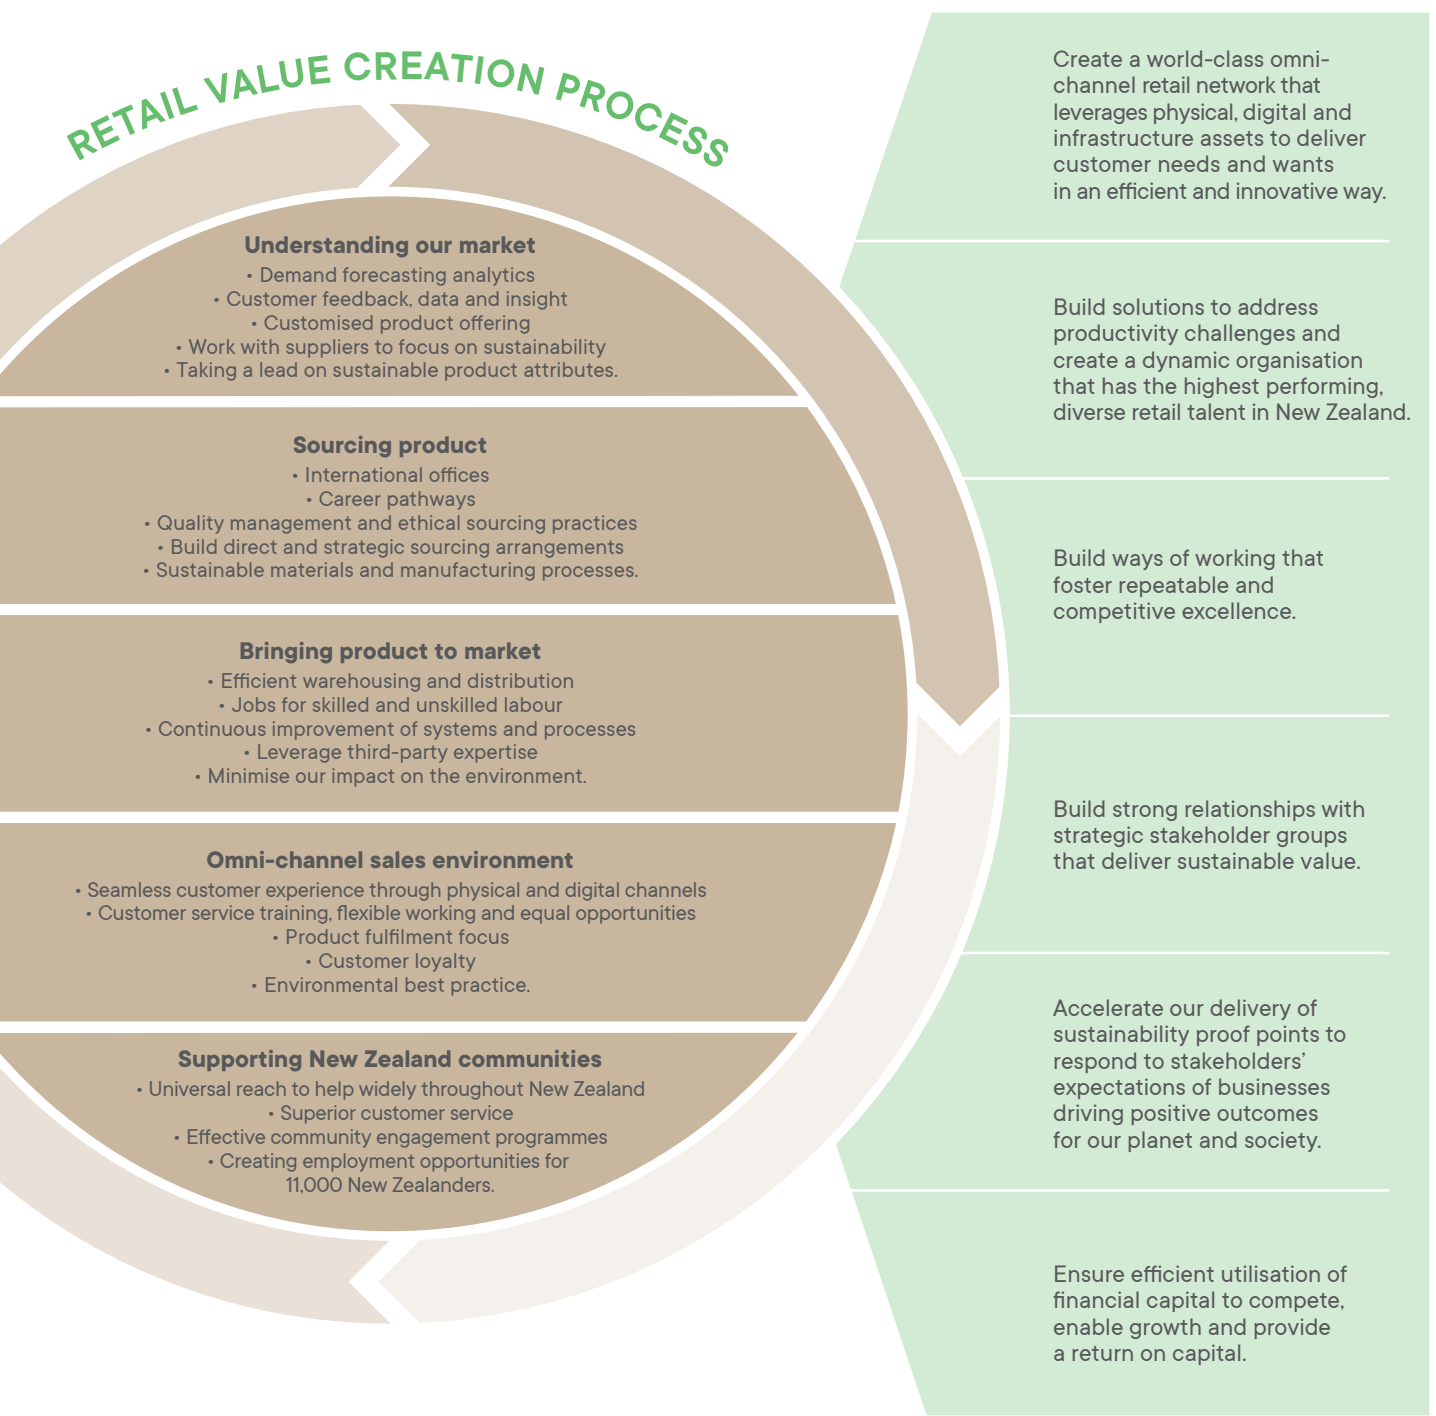 RETAIL VALUE CREATION PROCESS
Understanding our market
• Demand forecasting analytics
• Customer feedback, data and insight
• Customised product offering
• Work with suppliers to focus on sustainability
• Taking a lead on sustainable product attributes.
Sourcing product
• International offices
• Career pathways
• Quality management and ethical sourcing practices
• Build direct and strategic sourcing arrangements
• Sustainable materials and manufacturing processes.
Bringing product to market
• Efficient warehousing and distribution
• Jobs for skilled and unskilled labour
• Continuous improvement of systems and processes
• Leverage third-party expertise
• Minimise our impact on the environment.
Omni-channel sales environment
• Seamless customer experience through physical and digital channels
• Customer service training, flexible working and equal opportunities
• Product fulfilment focus
• Customer loyalty
• Environmental best practice.
Supporting New Zealand communities
• Universal reach to help widely throughout New Zealand
• Superior customer service
• Effective community engagement programmes
• Creating employment opportunities for
11,000 New Zealanders.
Create a world-class omni-
channel retail network that
leverages physical, digital and
infrastructure assets to deliver
customer needs and wants
in an efficient and innovative way.
Build solutions to address
productivity challenges and
create a dynamic organisation
that has the highest performing,
diverse retail talent in New Zealand.
Build ways of working that
foster repeatable and
competitive excellence.
Build strong relationships with
strategic stakeholder groups
that deliver sustainable value.
Accelerate our delivery of
sustainability proof points to
respond to stakeholders’
expectations of businesses
driving positive outcomes
for our planet and society.
Ensure efficient utilisation of
financial capital to compete,
enable growth and provide
a return on capital.